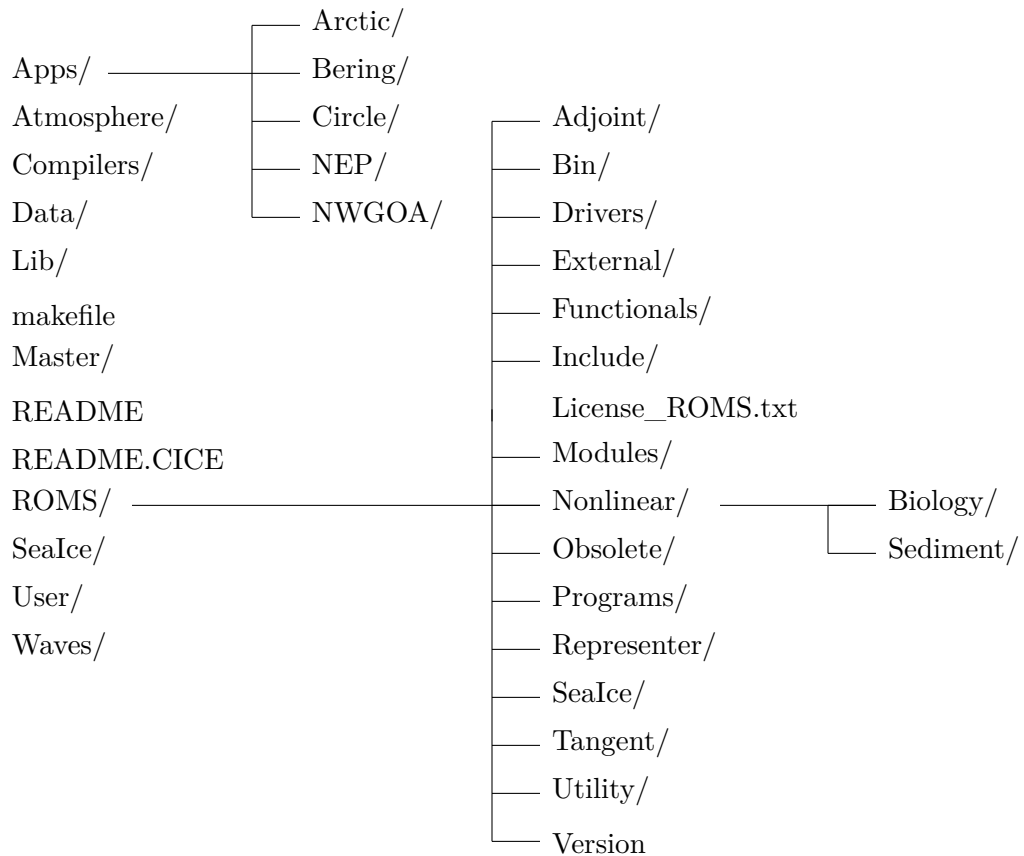 Apps/
Atmosphere/
Compilers/
Data/
Lib/
makefile
Master/
README
README.CICE
ROMS/
SeaIce/
User/
Waves/
Arctic/
Bering/
Circle/
NEP/
NWGOA/
Adjoint/
Bin/
Drivers/
External/
Functionals/
Include/
License_ROMS.txt
Modules/
Nonlinear/
Obsolete/
Programs/
Representer/
SeaIce/
Tangent/
Utility/
Version
Biology/
Sediment/